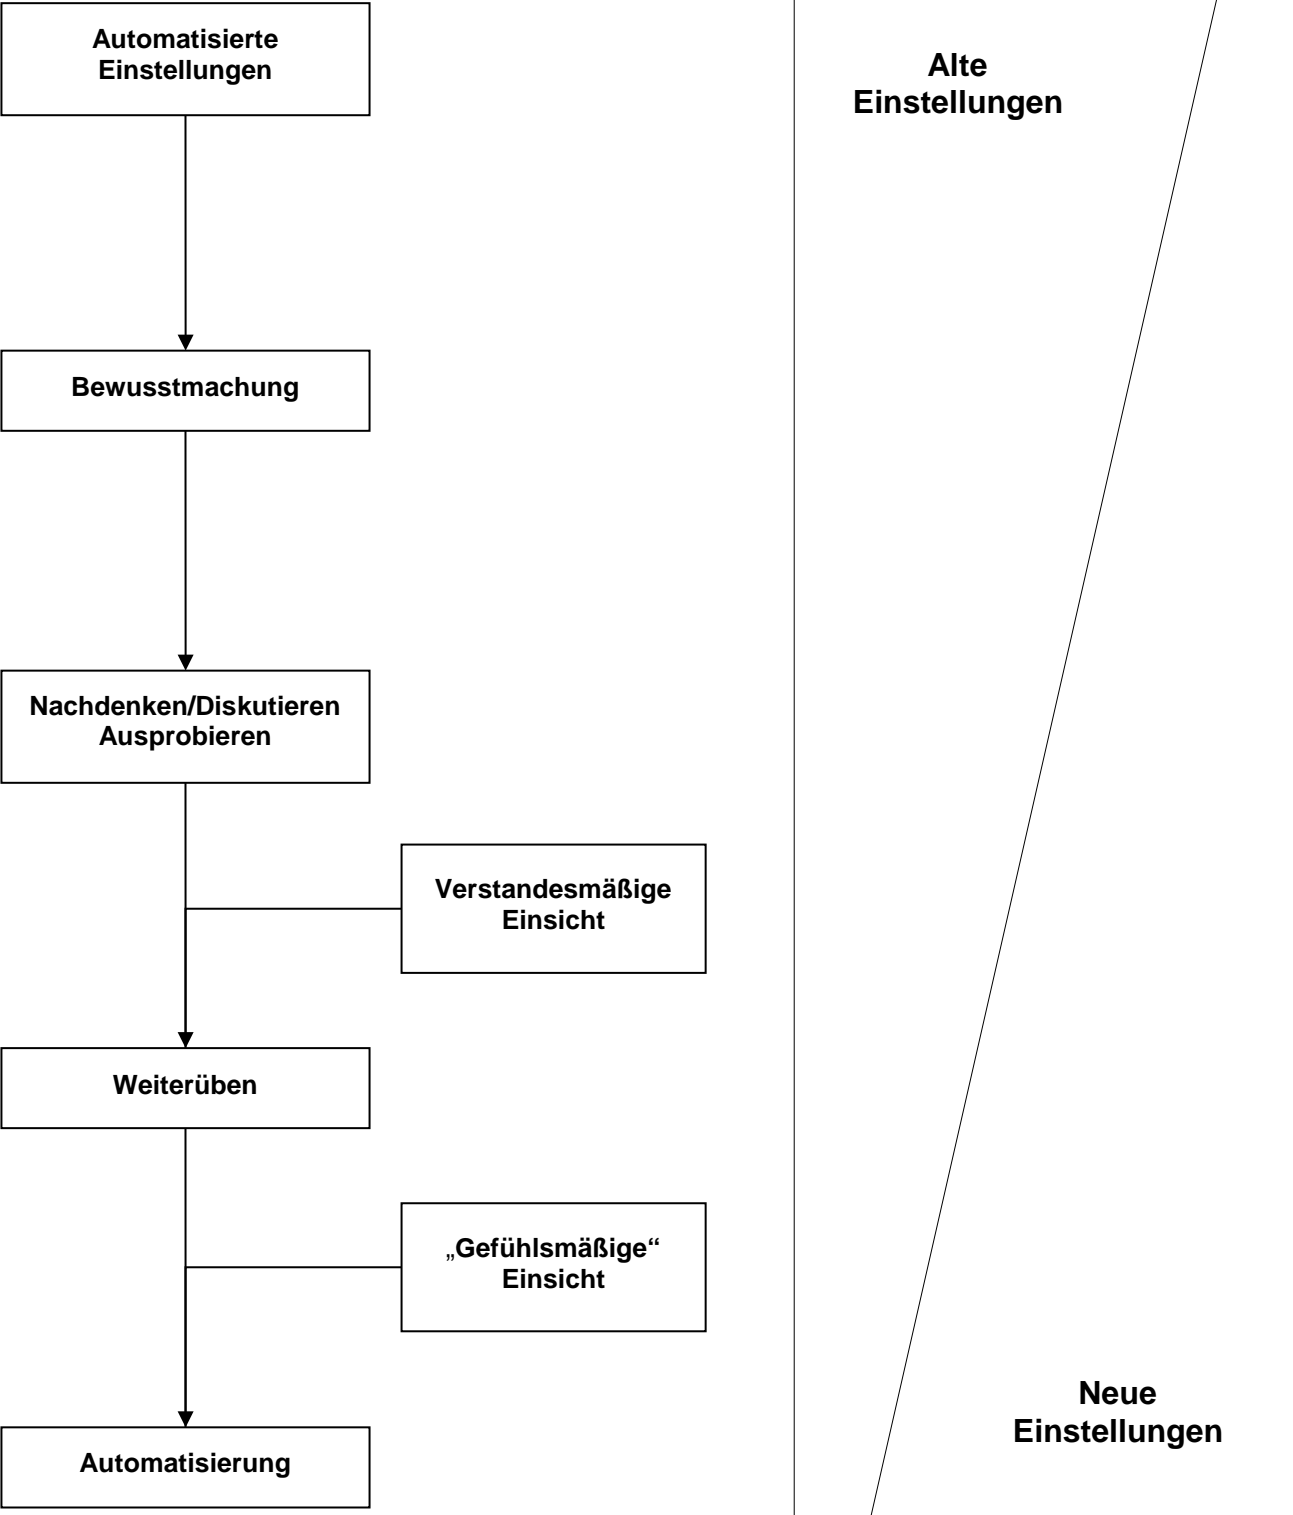 Automatisierte
Einstellungen
Alte
Einstellungen
Bewusstmachung
Nachdenken/Diskutieren
Ausprobieren
Verstandesmäßige
Einsicht
Weiterüben
„Gefühlsmäßige“
Einsicht
Neue
Einstellungen
Automatisierung